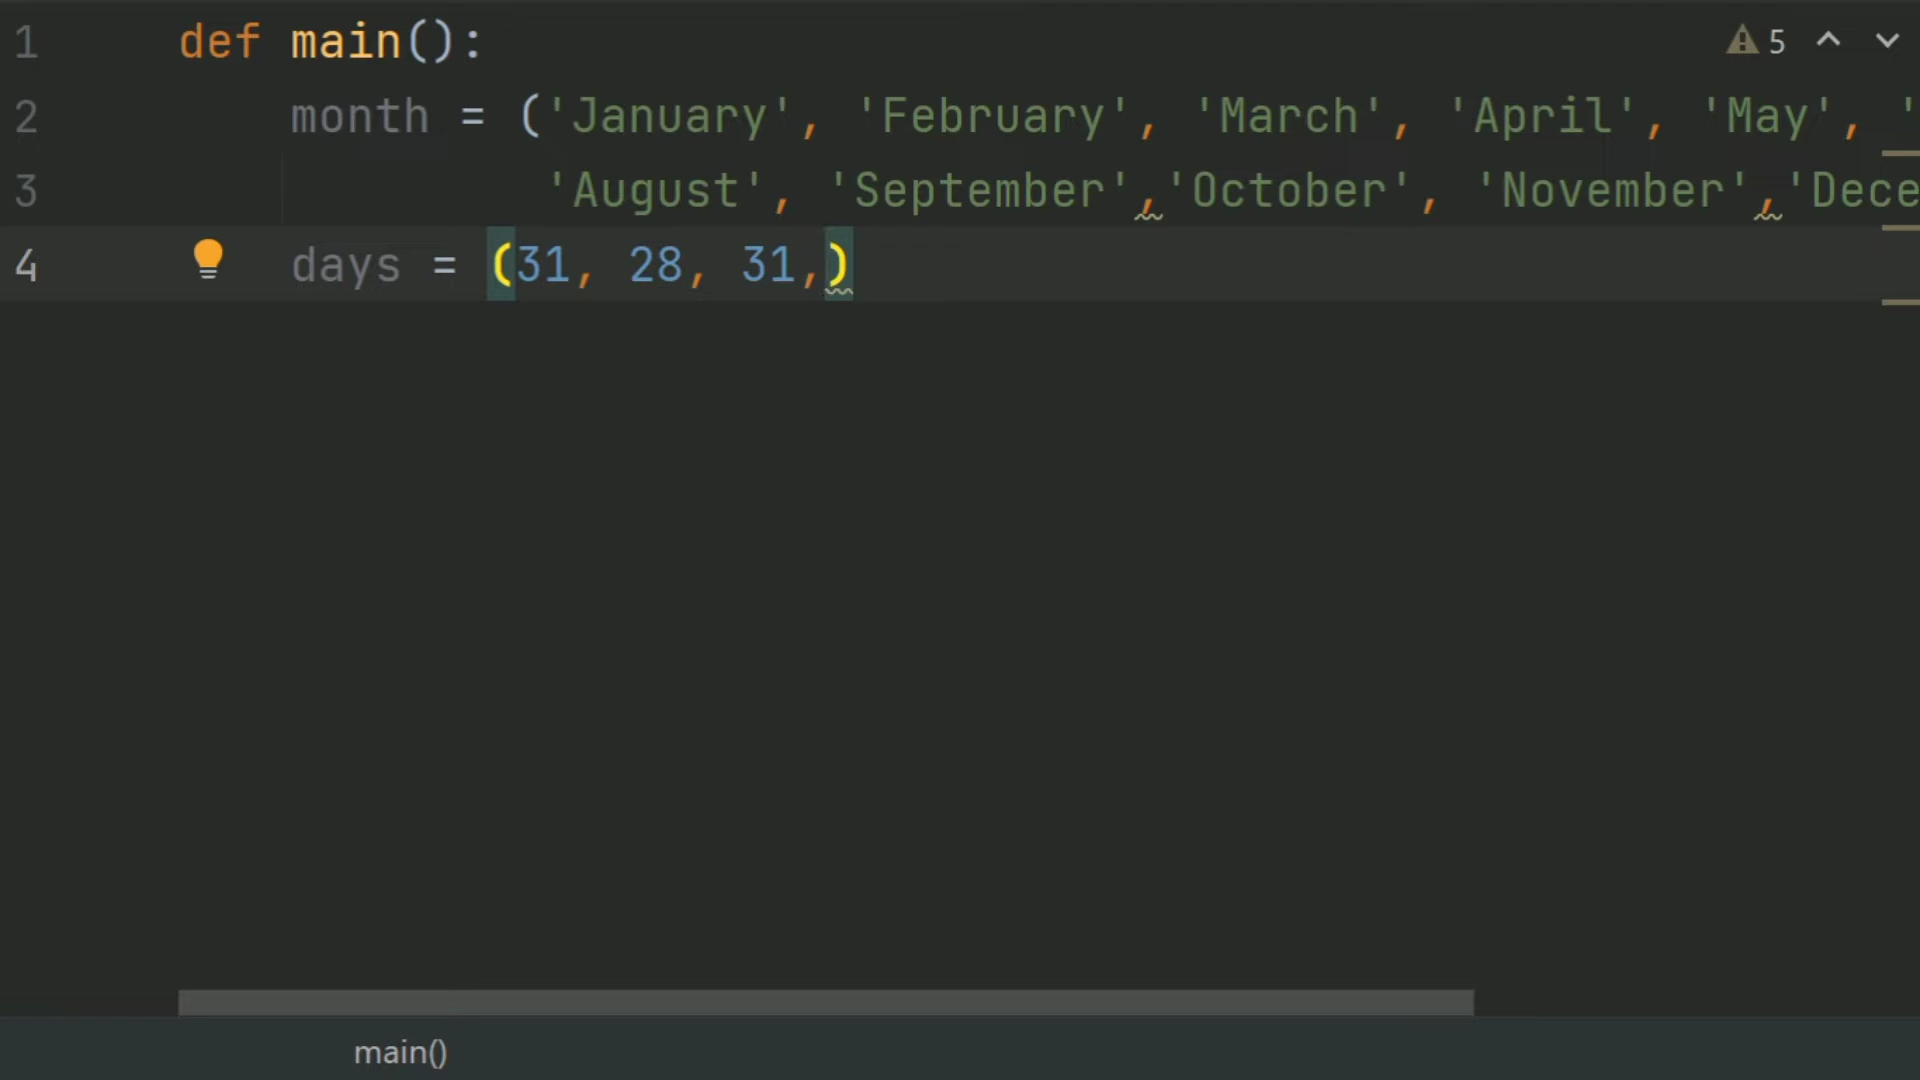 1 def main():
5
2 month = ('January', 'February', 'March', 'April', 'May', '
3 'August', 'September','October', 'November','Dece
4 days = (31, 28, 31,)
main()